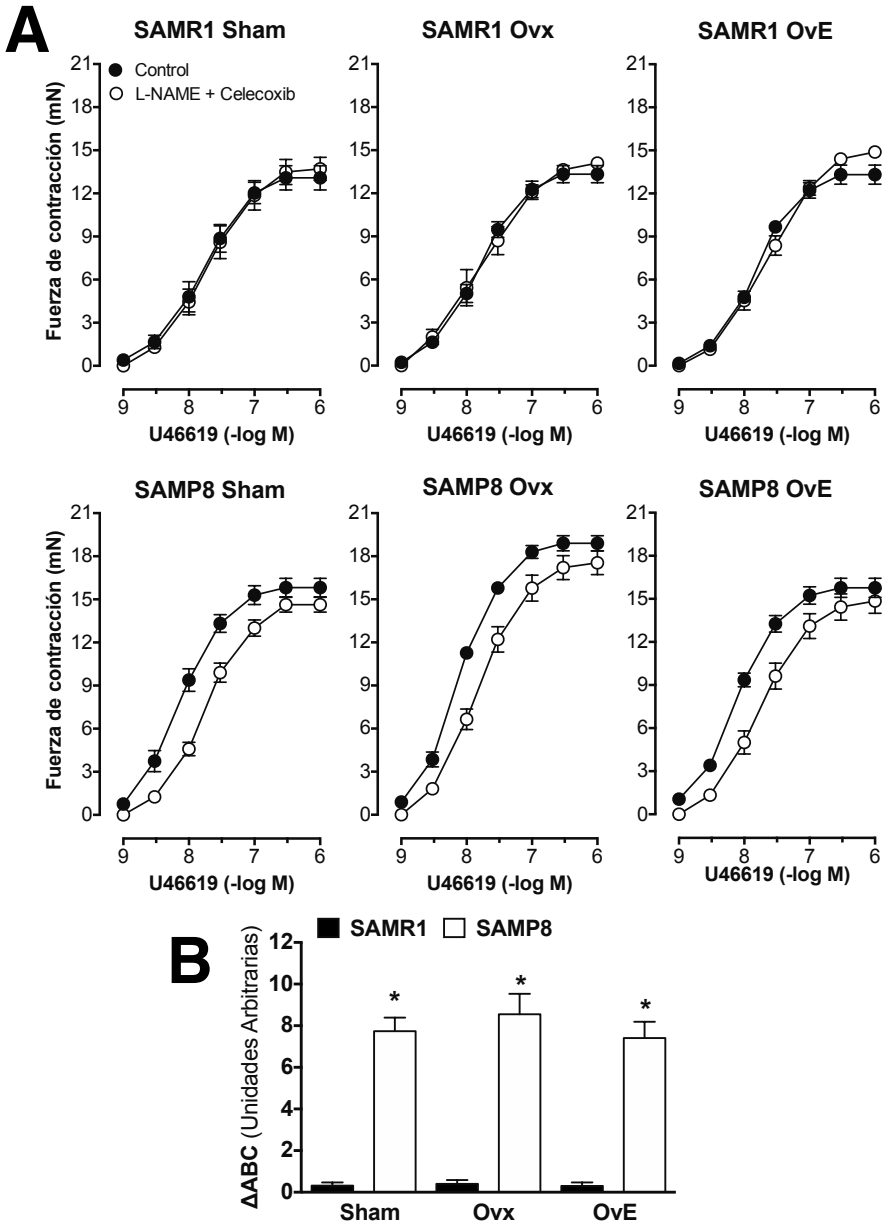 A
SAMR1 Sham
SAMR1 Ovx
SAMR1 OvE
Control
L-NAME + Celecoxib
Fuerza de contracción (mN)
21
18
15
12
9
6
3
0
9 8 7 6
U46619 (-log M)
21
18
15
12
9
6
3
0
9 8 7 6
U46619 (-log M)
21
18
15
12
9
6
3
0
9 8 7 6
U46619 (-log M)
SAMP8 Sham
SAMP8 Ovx
SAMP8 OvE
Fuerza de contracción (mN)
21
18
15
12
9
6
3
0
9 8 7 6
U46619 (-log M)
21
18
15
12
9
6
3
0
9 8 7 6
U46619 (-log M)
21
18
15
12
9
6
3
0
9 8 7 6
U46619 (-log M)
B
SAMR1 SAMP8
ΔABC (Unidades Arbitrarias)
12
10
8
6
4
2
0
* * *
Sham Ovx OvE